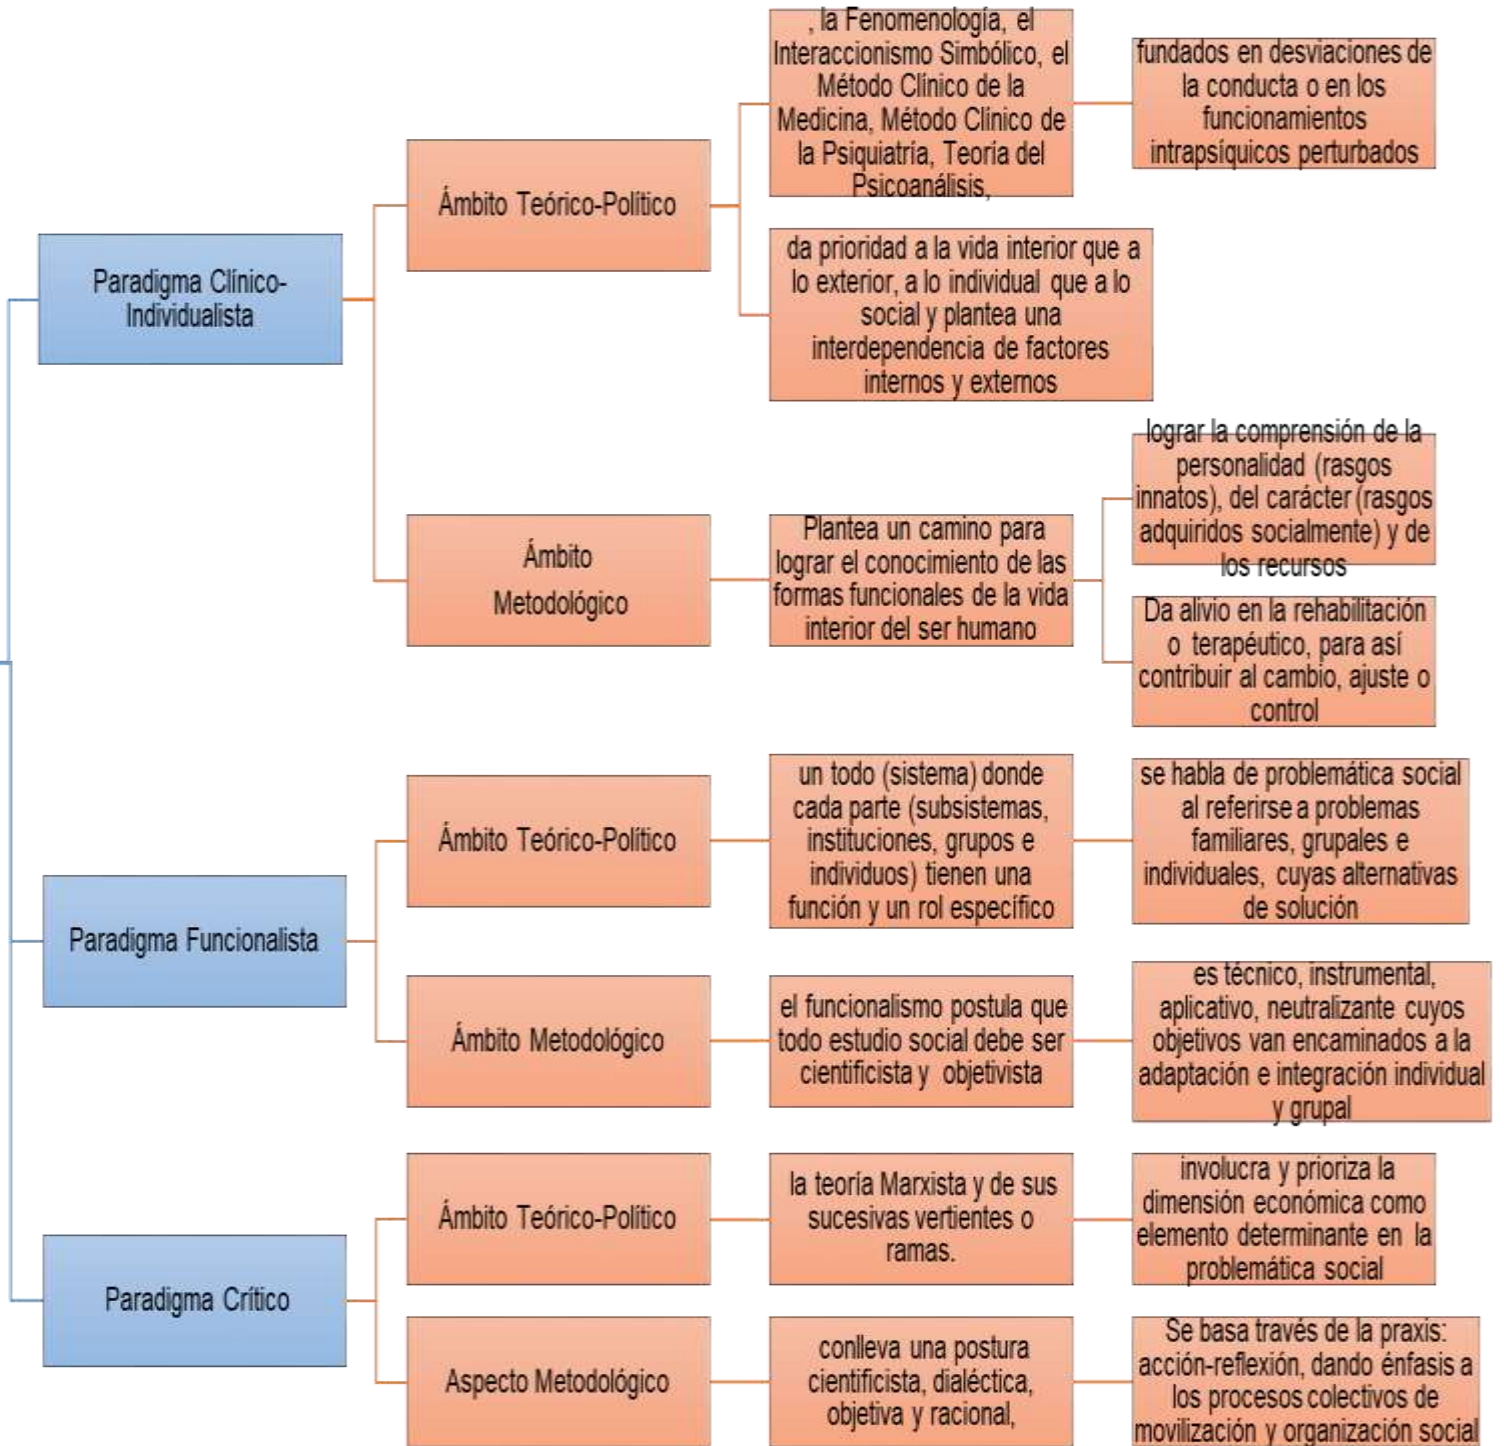 Paradigma Clínico-
Individualista
Ámbito Teórico-Político
, la Fenomenología, el
Interaccionismo Simbólico, el
Método Clínico de la
Medicina, Método Clínico de
la Psiquiatría, Teoría del
Psicoanálisis,
fundados en desviaciones de
la conducta o en los
funcionamientos
intrapsíquicos perturbados
da prioridad a la vida interior que a
lo exterior, a lo individual que a lo
social y plantea una
interdependencia de factores
internos y externos
Ámbito
Metodológico
Plantea un camino para
lograr el conocimiento de las
formas funcionales de la vida
interior del ser humano
lograr la comprensión de la
personalidad (rasgos
innatos), del carácter (rasgos
adquiridos socialmente) y de
los recursos
Da alivio en la rehabilitación
o terapéutico, para así
contribuir al cambio, ajuste o
control
Paradigma Funcionalista
Ámbito Teórico-Político
un todo (sistema) donde
cada parte (subsistemas,
instituciones, grupos e
individuos) tienen una
función y un rol específico
se habla de problemática social
al referirse a problemas
familiares, grupales e
individuales, cuyas alternativas
de solución
Ámbito Metodológico
el funcionalismo postula que
todo estudio social debe ser
cientificista y objetivista
es técnico, instrumental,
aplicativo, neutralizante cuyos
objetivos van encaminados a la
adaptación e integración individual
y grupal
Paradigma Crítico
Ámbito Teórico-Político
la teoría Marxista y de sus
sucesivas vertientes o
ramas.
involucra y prioriza la
dimensión económica como
elemento determinante en la
problemática social
Aspecto Metodológico
conlleva una postura
cientificista, dialéctica,
objetiva y racional,
Se basa través de la praxis:
acción-reflexión, dando énfasis a
los procesos colectivos de
movilización y organización social